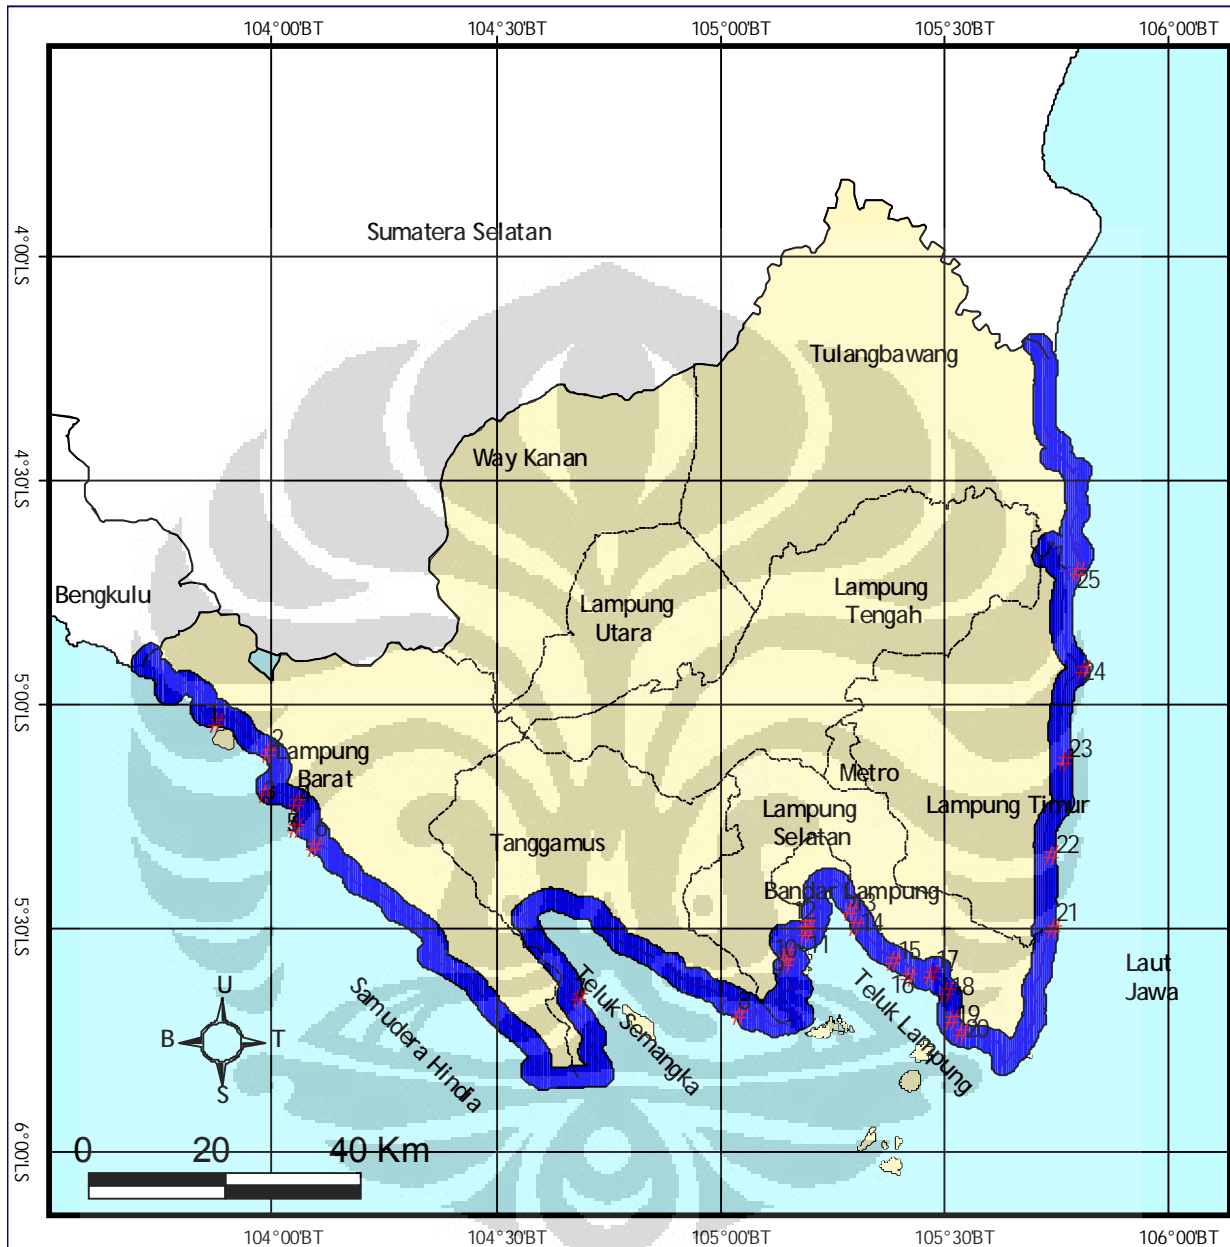 104°00'BT 104°30'BT 105°00'BT 105°30'BT 106°00'BT
Sumatera Selatan
4°00'LS
Tulangbawang
Way Kanan
4°30'LS
Bengkulu
25
Lampung
Utara
Lampung
Tengah
24
5°00'LS
2
Lampung
Barat
23
Metro
3
Lampung Timur
Lampung
Selatan
5
6
Tanggamus
22
Bandar Lampung
12
13
21
5°30'LS
14
11
10
9
15
17
16
18
8
19
20
Laut
Jawa
Teluk Semangka
Teluk Lampung
Samudera Hindia
U
B T
S
6°00'LS
0 20 40 Km
104°00'BT 104°30'BT 105°00'BT 105°30'BT 106°00'BT